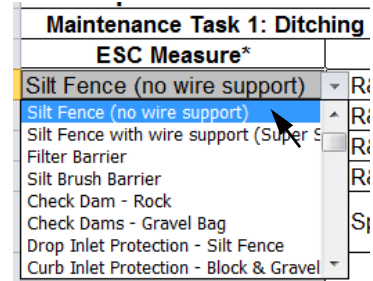 Maintenance Task 1: Ditching
ESC Measure*
Silt Fence (no wire support) R&
Silt Fence (no wire support) R&
Silt Fence with wire support (Super S
Filter Barrier R&
Silt Brush Barrier R&
Check Dam - Rock
Check Dams - Gravel Bag Sp
Drop Inlet Protection - Silt Fence
Curb Inlet Protection - Block & Gravel